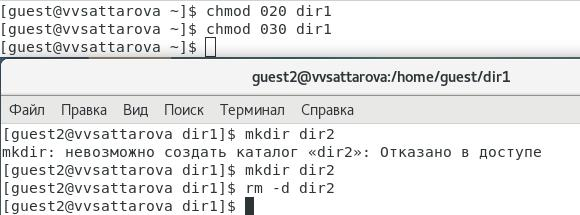 [guest@vvsattarova ~]$ chmod 020 dir1
[guest@vvsattarova ~]$ chmod 030 dir1
[guest@vvsattarova ~]$
guest2@vvsattarova:/home/guest/dir1
Файл Правка Вид Поиск Терминал Справка
[guest2@vvsattarova dir1]$ mkdir dir2
mkdir: невозможно создать каталог «dir2»: Отказано в доступе
[guest2@vvsattarova dir1]$ mkdir dir2
[guest2@vvsattarova dir1]$ rm -d dir2
[guest2@vvsattarova dir1]$